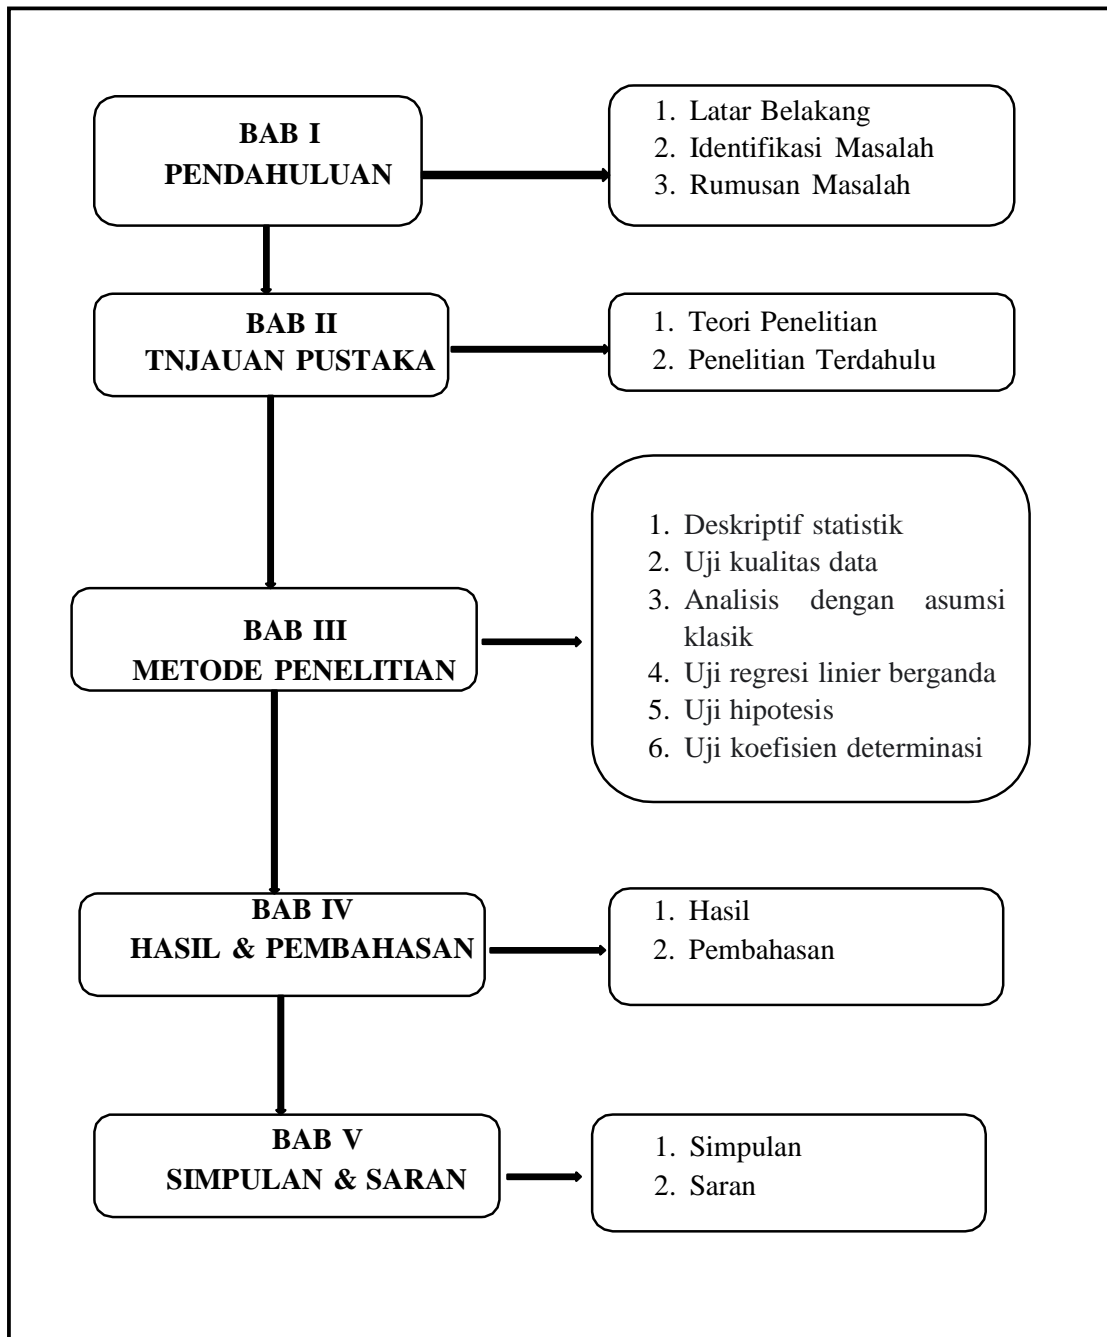 BAB I
PENDAHULUAN
1. Latar Belakang
2. Identifikasi Masalah
3. Rumusan Masalah
BAB II
TNJAUAN PUSTAKA
1. Teori Penelitian
2. Penelitian Terdahulu
BAB III
METODE PENELITIAN
1. Deskriptif statistik
2. Uji kualitas data
3. Analisis dengan asumsi
klasik
4. Uji regresi linier berganda
5. Uji hipotesis
6. Uji koefisien determinasi
BAB IV
HASIL & PEMBAHASAN
1. Hasil
2. Pembahasan
BAB V
SIMPULAN & SARAN
1. Simpulan
2. Saran